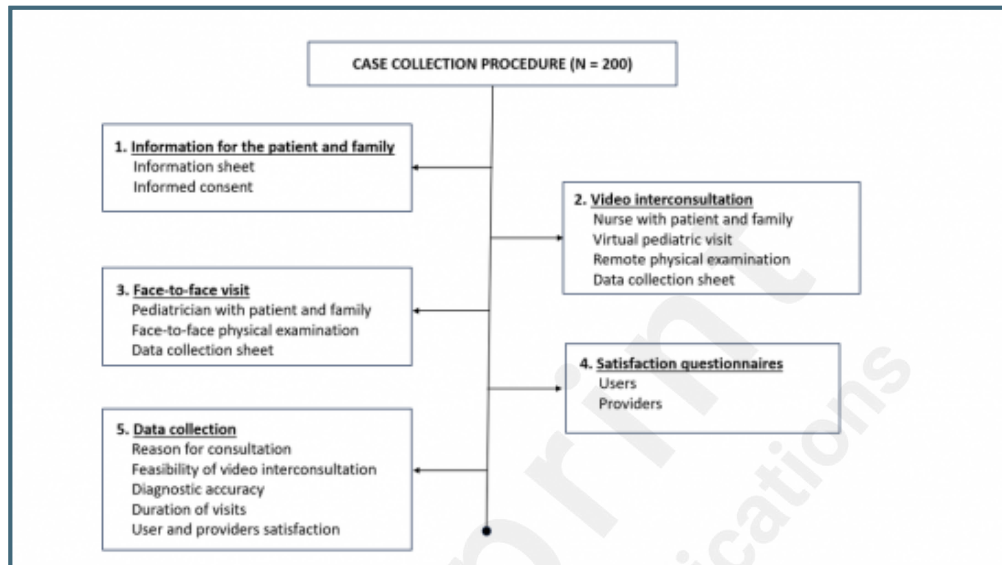 CASE COLLECTION PROCEDURE (N = 200)
1. Information for the patient and family
Information sheet
Informed consent
2. Video interconsultation
Nurse with patient and family
Virtual pediatric visit
Remote physical examination
Data collection sheet
3. Face-to-face visit
Pediatrician with patient and family
Face-to-face physical examination
Data collection sheet
4. Satisfaction questionnaires
Users
Providers
5. Data collection
Reason for consultation
Feasibility of video interconsultation
Diagnostic accuracy
Duration of visits
User and providers satisfaction